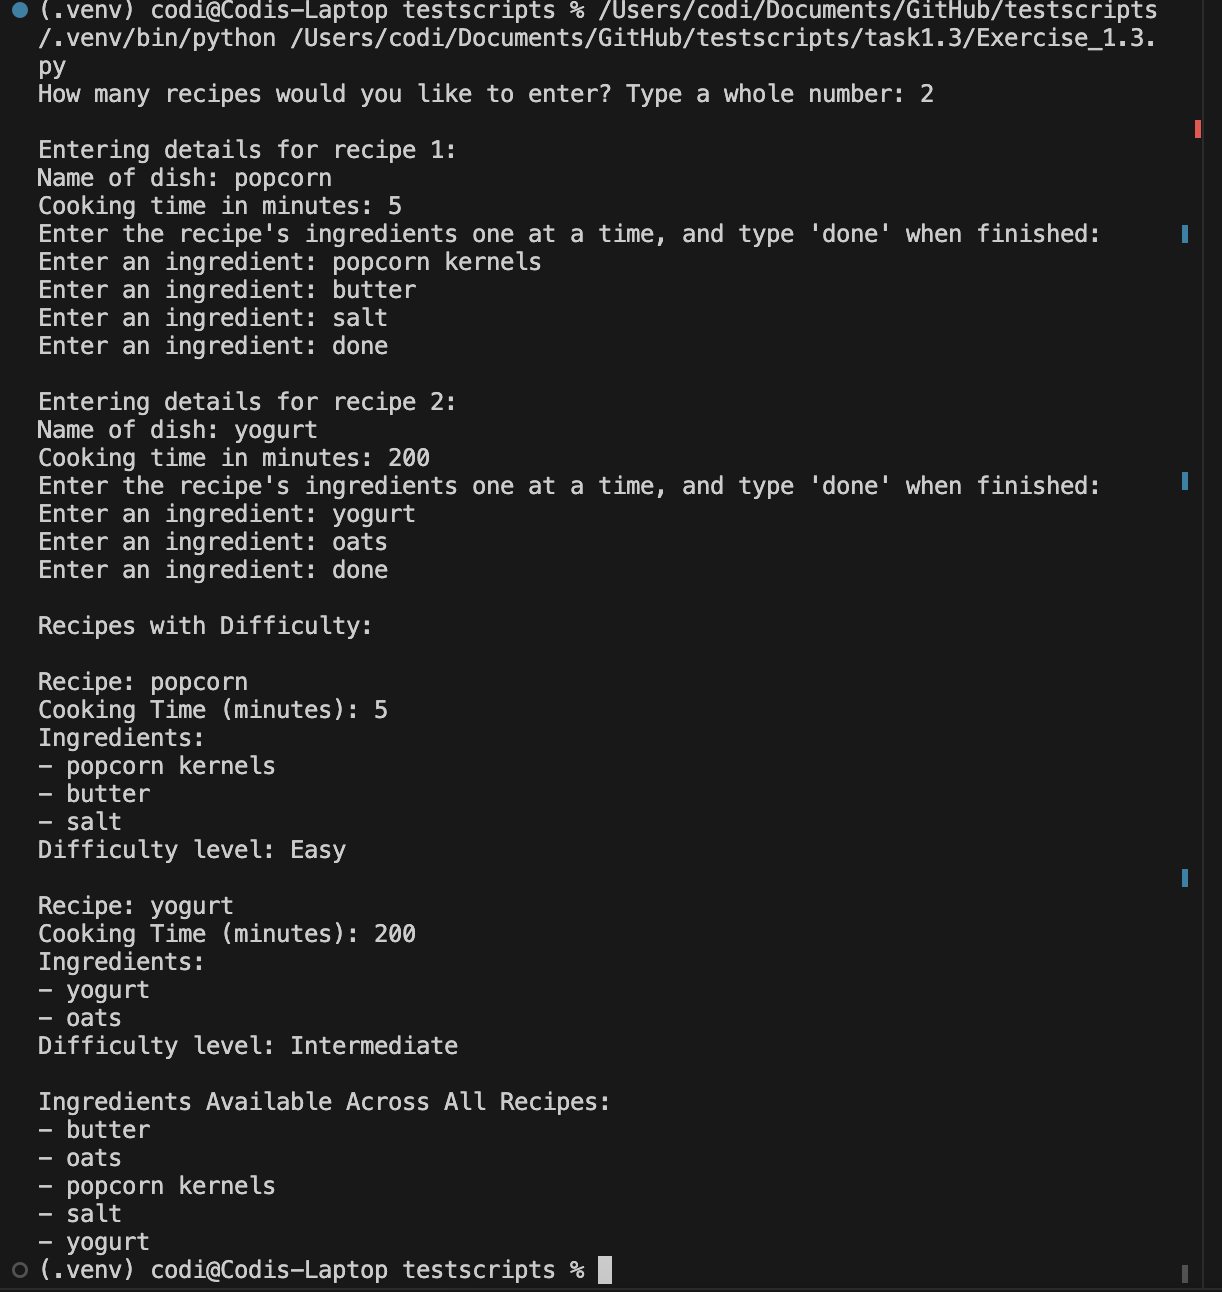 (.venv) codi@Codis-Laptop testscripts % /Users/codi/Documents/GitHub/testscripts
/.venv/bin/python /Users/codi/Documents/GitHub/testscripts/task1.3/Exercise_1.3.
py
How many recipes would you like to enter? Type a whole number: 2

Entering details for recipe 1:
Name of dish: popcorn
Cooking time in minutes: 5
Enter the recipe's ingredients one at a time, and type 'done' when finished:
Enter an ingredient: popcorn kernels
Enter an ingredient: butter
Enter an ingredient: salt
Enter an ingredient: done

Entering details for recipe 2:
Name of dish: yogurt
Cooking time in minutes: 200
Enter the recipe's ingredients one at a time, and type 'done' when finished:
Enter an ingredient: yogurt
Enter an ingredient: oats
Enter an ingredient: done

Recipes with Difficulty:

Recipe: popcorn
Cooking Time (minutes): 5
Ingredients:
- popcorn kernels
- butter
- salt
Difficulty level: Easy

Recipe: yogurt
Cooking Time (minutes): 200
Ingredients:
- yogurt
- oats
Difficulty level: Intermediate

Ingredients Available Across All Recipes:
- butter
- oats
- popcorn kernels
- salt
- yogurt
(.venv) codi@Codis-Laptop testscripts %